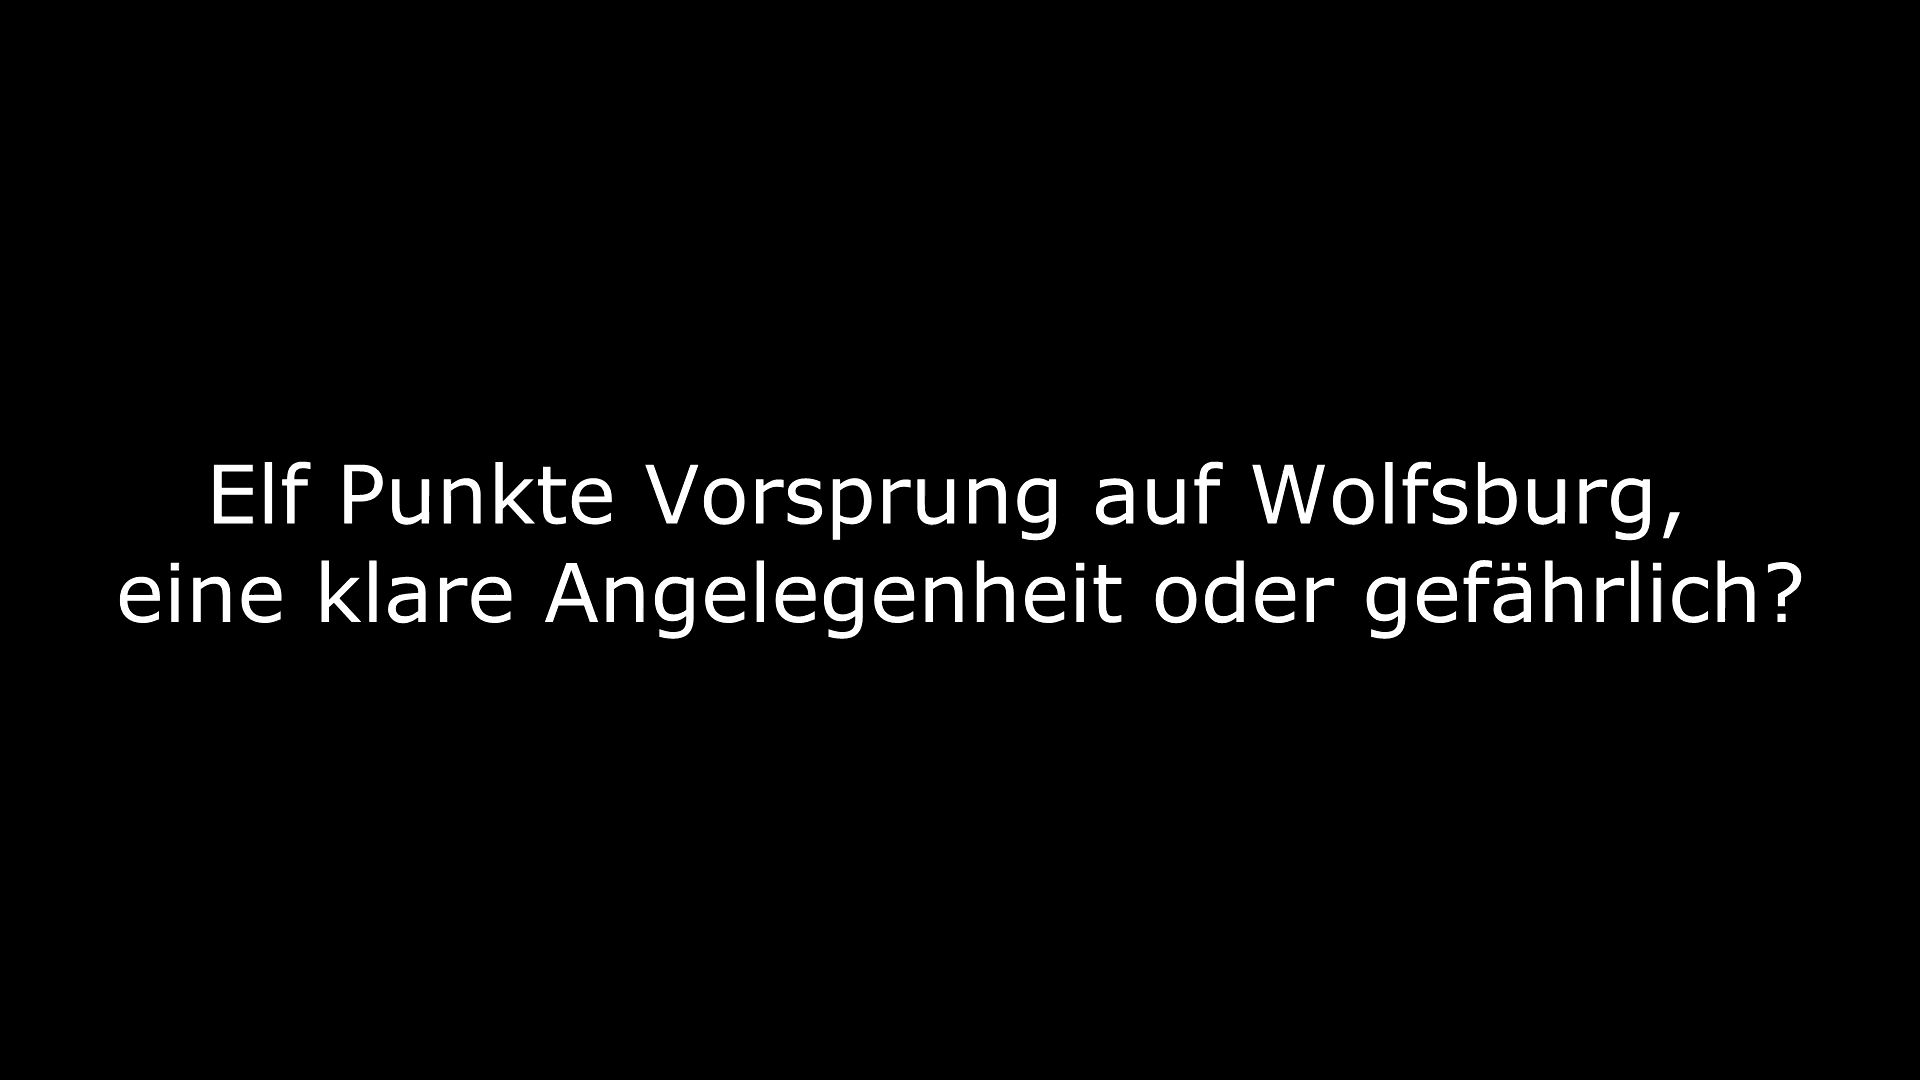 Elf Punkte Vorsprung auf Wolfsburg,
eine klare Angelegenheit oder gefährlich?